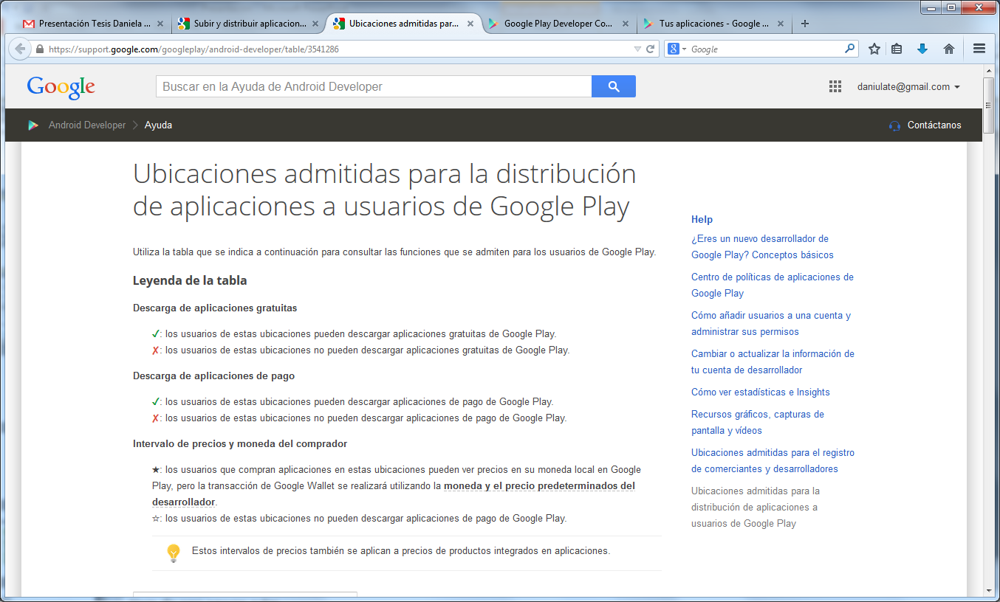 Presentación Tesis Daniela ...
Subir y distribuir aplicacion...
Ubicaciones admitidas par...
Google Play Developer Co...
Tus aplicaciones - Google ...
https://support.google.com/googleplay/android-developer/table/3541286
Google
Google
Buscar en la Ayuda de Android Developer
daniulate@gmail.com
Android Developer
Ayuda
Contáctanos
Ubicaciones admitidas para la distribución
de aplicaciones a usuarios de Google Play
Utiliza la tabla que se indica a continuación para consultar las funciones que se admiten para los usuarios de Google Play.
Leyenda de la tabla
Descarga de aplicaciones gratuitas
✓: los usuarios de estas ubicaciones pueden descargar aplicaciones gratuitas de Google Play.
✗: los usuarios de estas ubicaciones no pueden descargar aplicaciones gratuitas de Google Play.
Descarga de aplicaciones de pago
✓: los usuarios de estas ubicaciones pueden descargar aplicaciones de pago de Google Play.
✗: los usuarios de estas ubicaciones no pueden descargar aplicaciones de pago de Google Play.
Intervalo de precios y moneda del comprador
★: los usuarios que compran aplicaciones en estas ubicaciones pueden ver precios en su moneda local en Google
Play, pero la transacción de Google Wallet se realizará utilizando la moneda y el precio predeterminados del
desarrollador.
☆: los usuarios de estas ubicaciones no pueden descargar aplicaciones de pago de Google Play.
Estos intervalos de precios también se aplican a precios de productos integrados en aplicaciones.
Help
¿Eres un nuevo desarrollador de
Google Play? Conceptos básicos
Centro de políticas de aplicaciones de
Google Play
Cómo añadir usuarios a una cuenta y
administrar sus permisos
Cambiar o actualizar la información de
tu cuenta de desarrollador
Cómo ver estadísticas e Insights
Recursos gráficos, capturas de
pantalla y vídeos
Ubicaciones admitidas para el registro
de comerciantes y desarrolladores
Ubicaciones admitidas para la
distribución de aplicaciones a
usuarios de Google Play